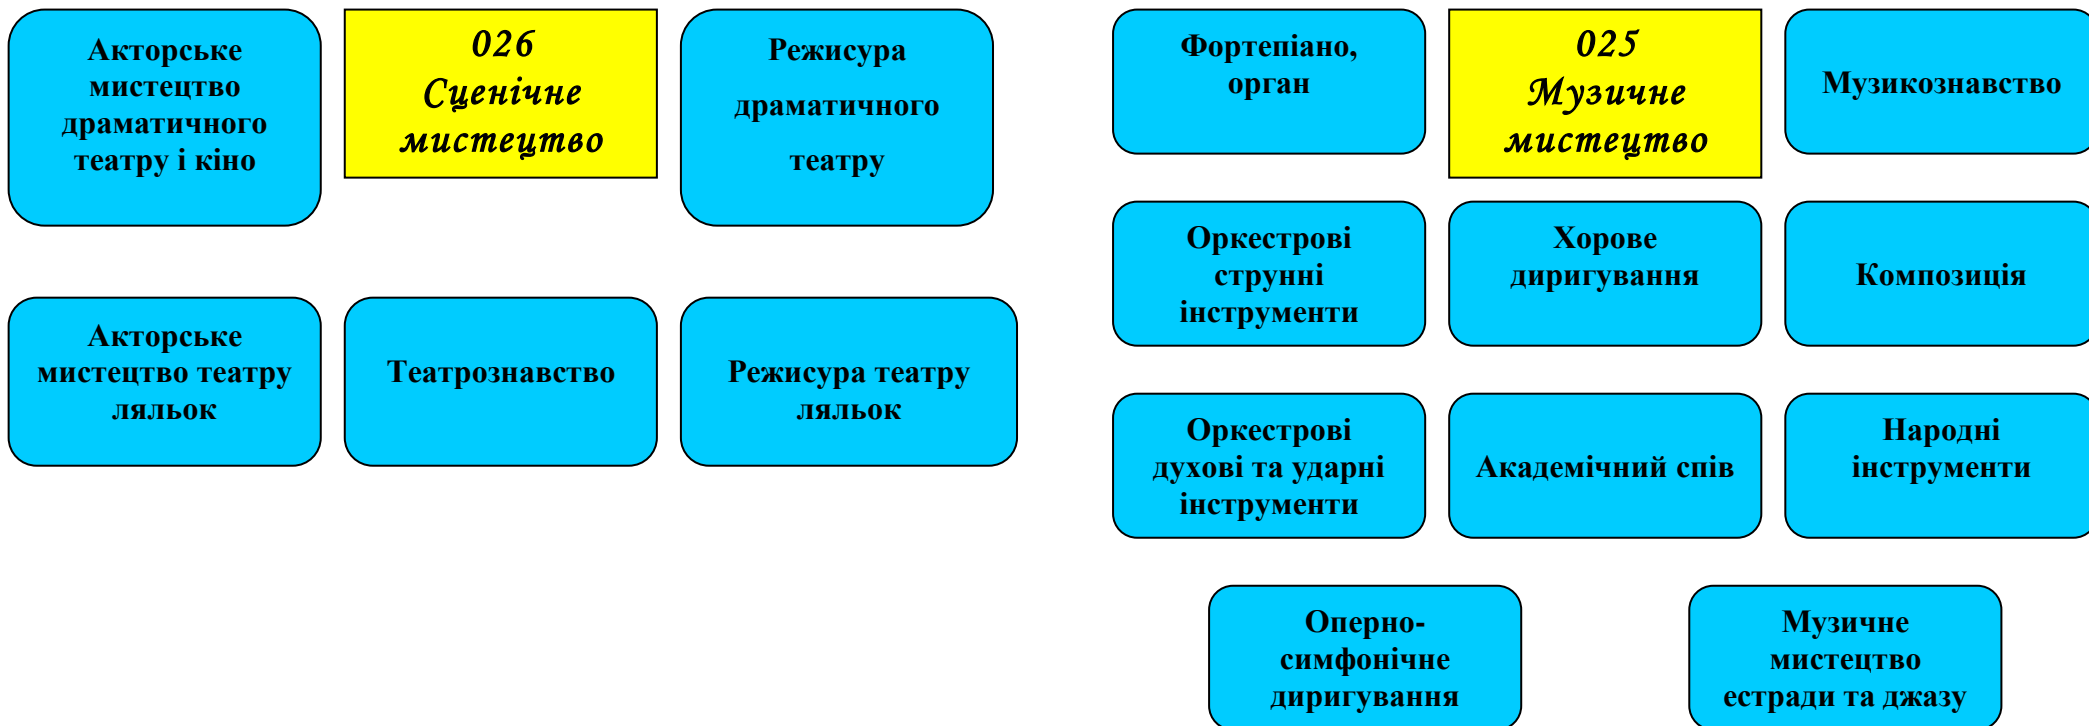 Акторське
мистецтво
драматичного
театру і кіно
026
Сценічне
мистецтво
Режисура
драматичного
театру
Акторське
мистецтво театру
ляльок
Театрознавство
Режисура театру
ляльок
Фортепіано,
орган
025
Музичне
мистецтво
Музикознавство
Оркестрові
струнні
інструменти
Хорове
диригування
Композиція
Оркестрові
духові та ударні
інструменти
Академічний спів
Народні
інструменти
Оперно-
симфонічне
диригування
Музичне
мистецтво
естради та джазу